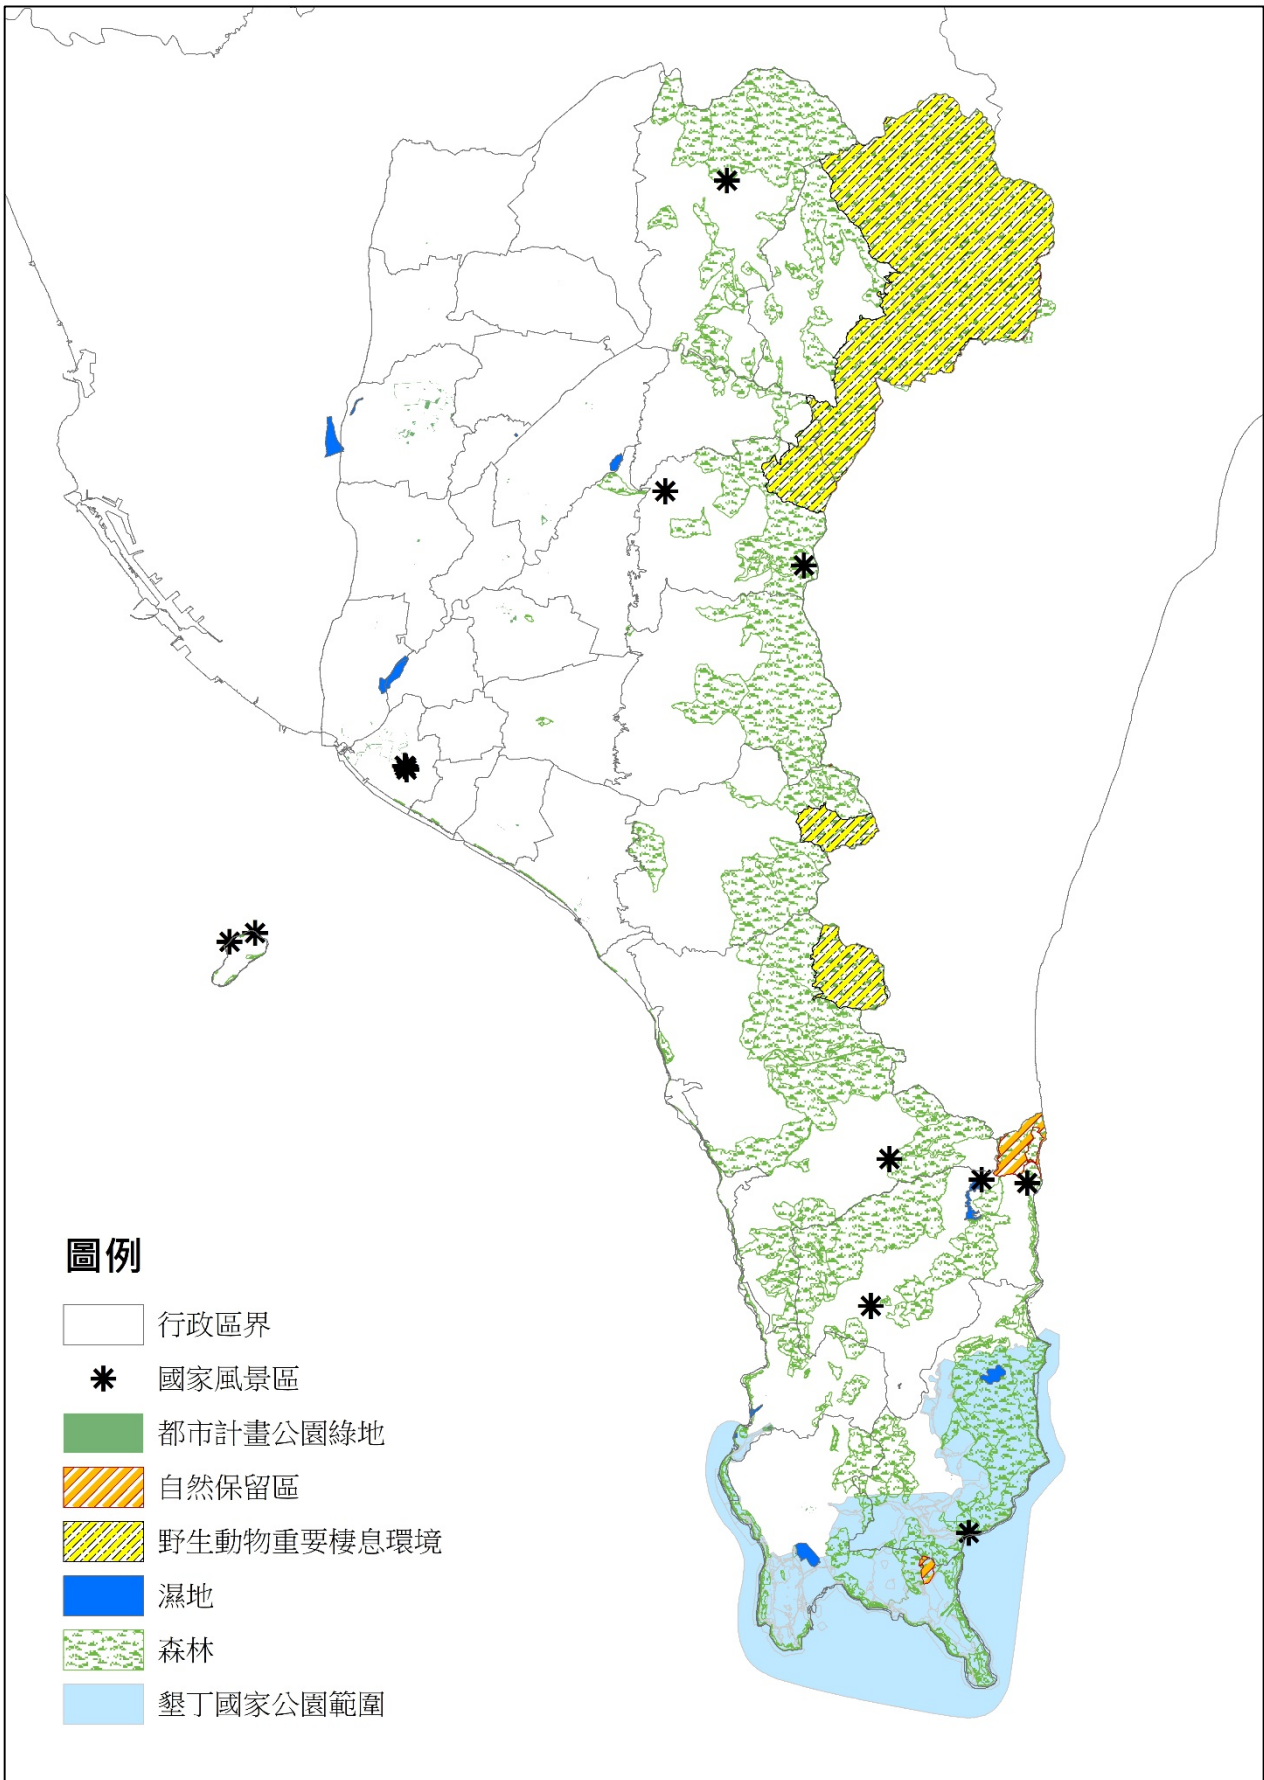 圖例
行政區界
國家風景區
都市計畫公園綠地
自然保留區
野生動物重要棲息環境
濕地
森林
墾丁國家公園範圍